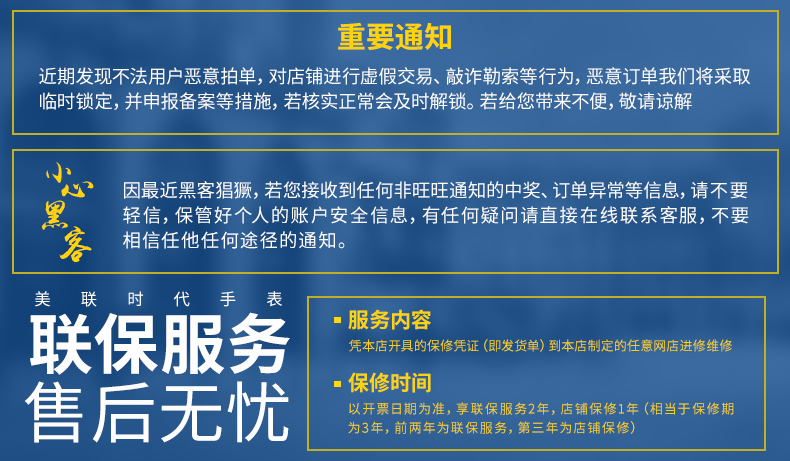 重要通知
近期发现不法用户恶意拍单，对店铺进行虚假交易、敲诈勒索等行为，恶意订单我们将采取
临时锁定，并申报备案等措施，若核实正常会及时解锁。若给您带来不便，敬请谅解
小心
黑客
因最近黑客猖獗，若您接收到任何非旺旺通知的中奖、订单异常等信息，请不要
轻信，保管好个人的账户安全信息，有任何疑问请直接在线联系客服，不要
相信任他任何途径的通知。
美联时代手表
联保服务
售后无忧
服务内容
凭本店开具的保修凭证（即发货单）到本店制定的任意网店进修维修
保修时间
以开票日期为准，享联保服务2年，店铺保修1年（相当于保修期
为3年，前两年为联保服务，第三年为店铺保修）